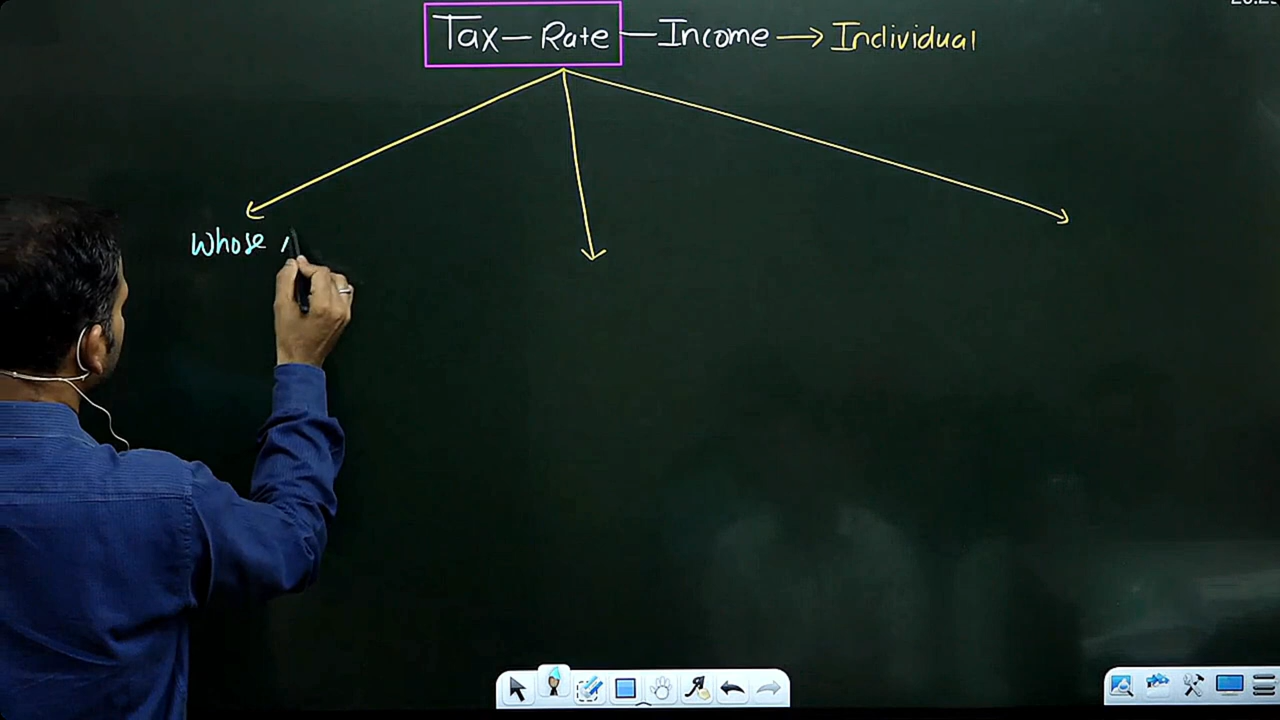 Tax — Rate — Income → Individual
Whose